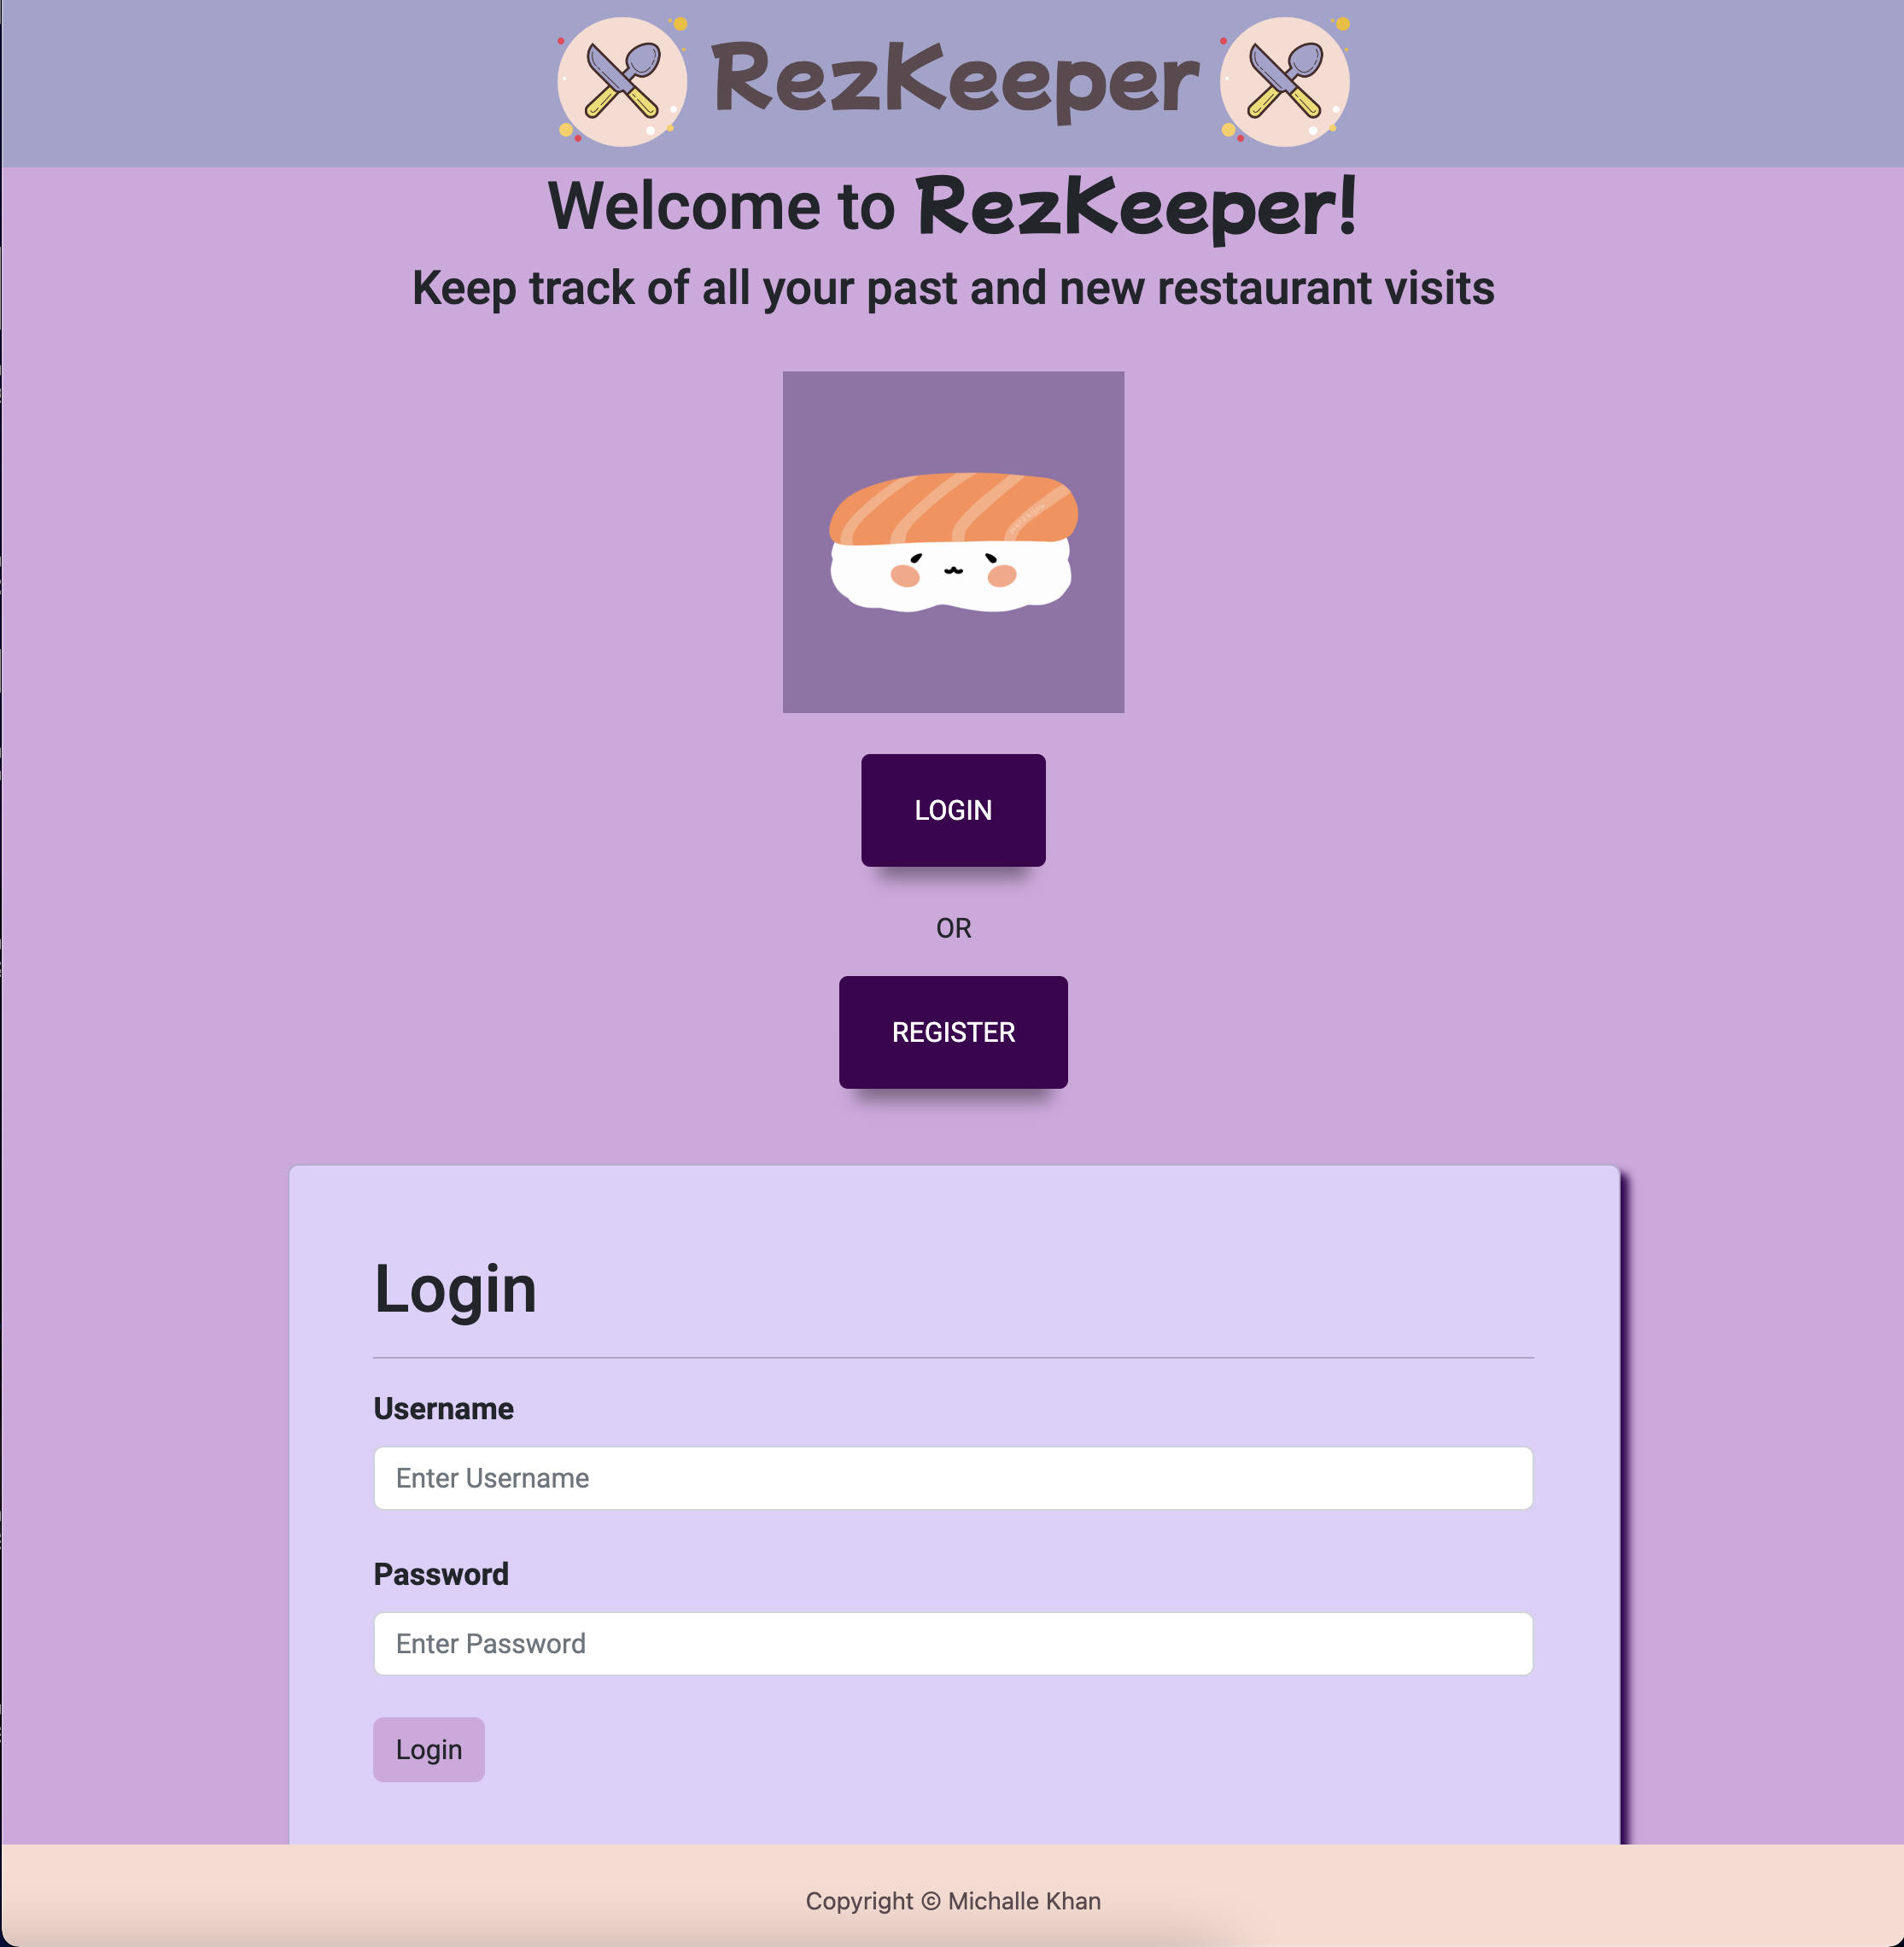 RezKeeper
Welcome to RezKeeper!
Keep track of all your past and new restaurant visits
LOGIN
OR
REGISTER
Login
Username
Enter Username
Password
Enter Password
Login
Copyright © Michalle Khan